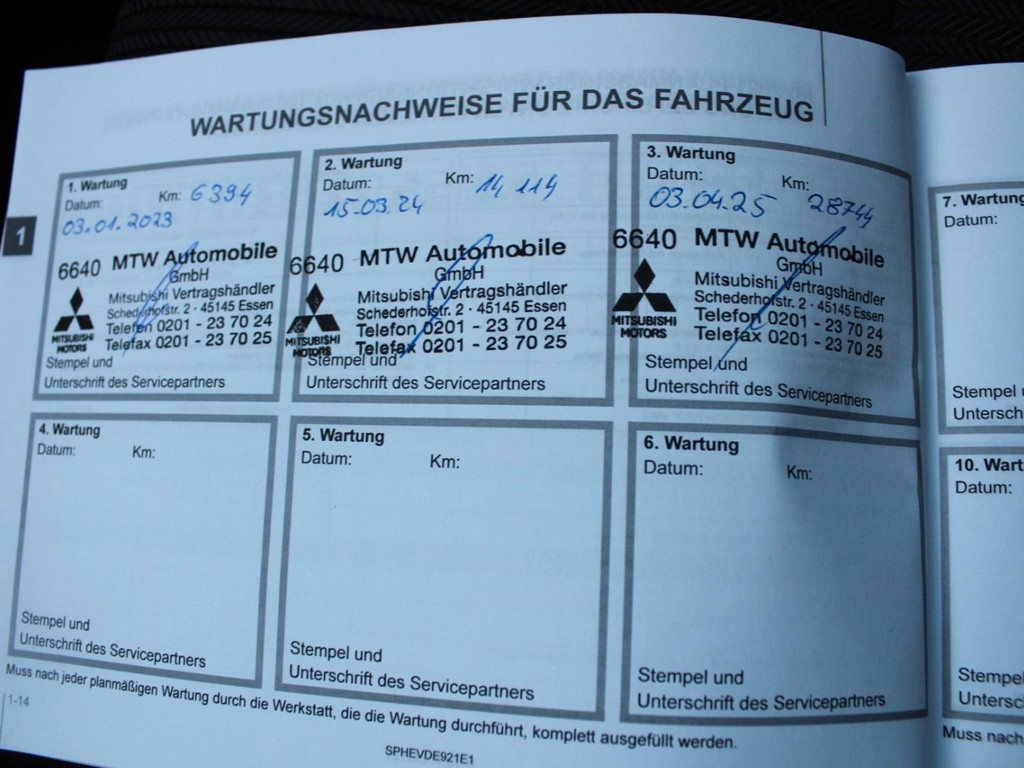 WARTUNGSNACHWEISE FÜR DAS FAHRZEUG
1
1. Wartung
Datum: Km: 6394
03.01.2023
6640 MTW Automobile
GmbH
Mitsubishi Vertragshändler
Schederhofstr. 2 · 45145 Essen
Telefon 0201 - 23 70 24
Telefax 0201 - 23 70 25
MITSUBISHI
MOTORS
Stempel und
Unterschrift des Servicepartners
2. Wartung
Datum: Km: 14 114
15.03.24
6640 MTW Automobile
GmbH
Mitsubishi Vertragshändler
Schederhofstr. 2 · 45145 Essen
Telefon 0201 - 23 70 24
Telefax 0201 - 23 70 25
MITSUBISHI
MOTORS
Stempel und
Unterschrift des Servicepartners
3. Wartung
Datum: Km: 28744
03.04.25
6640 MTW Automobile
GmbH
Mitsubishi Vertragshändler
Schederhofstr. 2 · 45145 Essen
Telefon 0201 - 23 70 24
Telefax 0201 - 23 70 25
MITSUBISHI
MOTORS
Stempel und
Unterschrift des Servicepartners
4. Wartung
Datum: Km:
Stempel und
Unterschrift des Servicepartners
5. Wartung
Datum: Km:
Stempel und
Unterschrift des Servicepartners
6. Wartung
Datum: Km:
Stempel und
Unterschrift des Servicepartners
Muss nach jeder planmäßigen Wartung durch die Werkstatt, die die Wartung durchführt, komplett ausgefüllt werden.
1-14
SPHEVDE921E1
7. Wartung
Datum:
Stempel
Untersch
10. Wart
Datum:
Stempe
Untersc
Muss nach